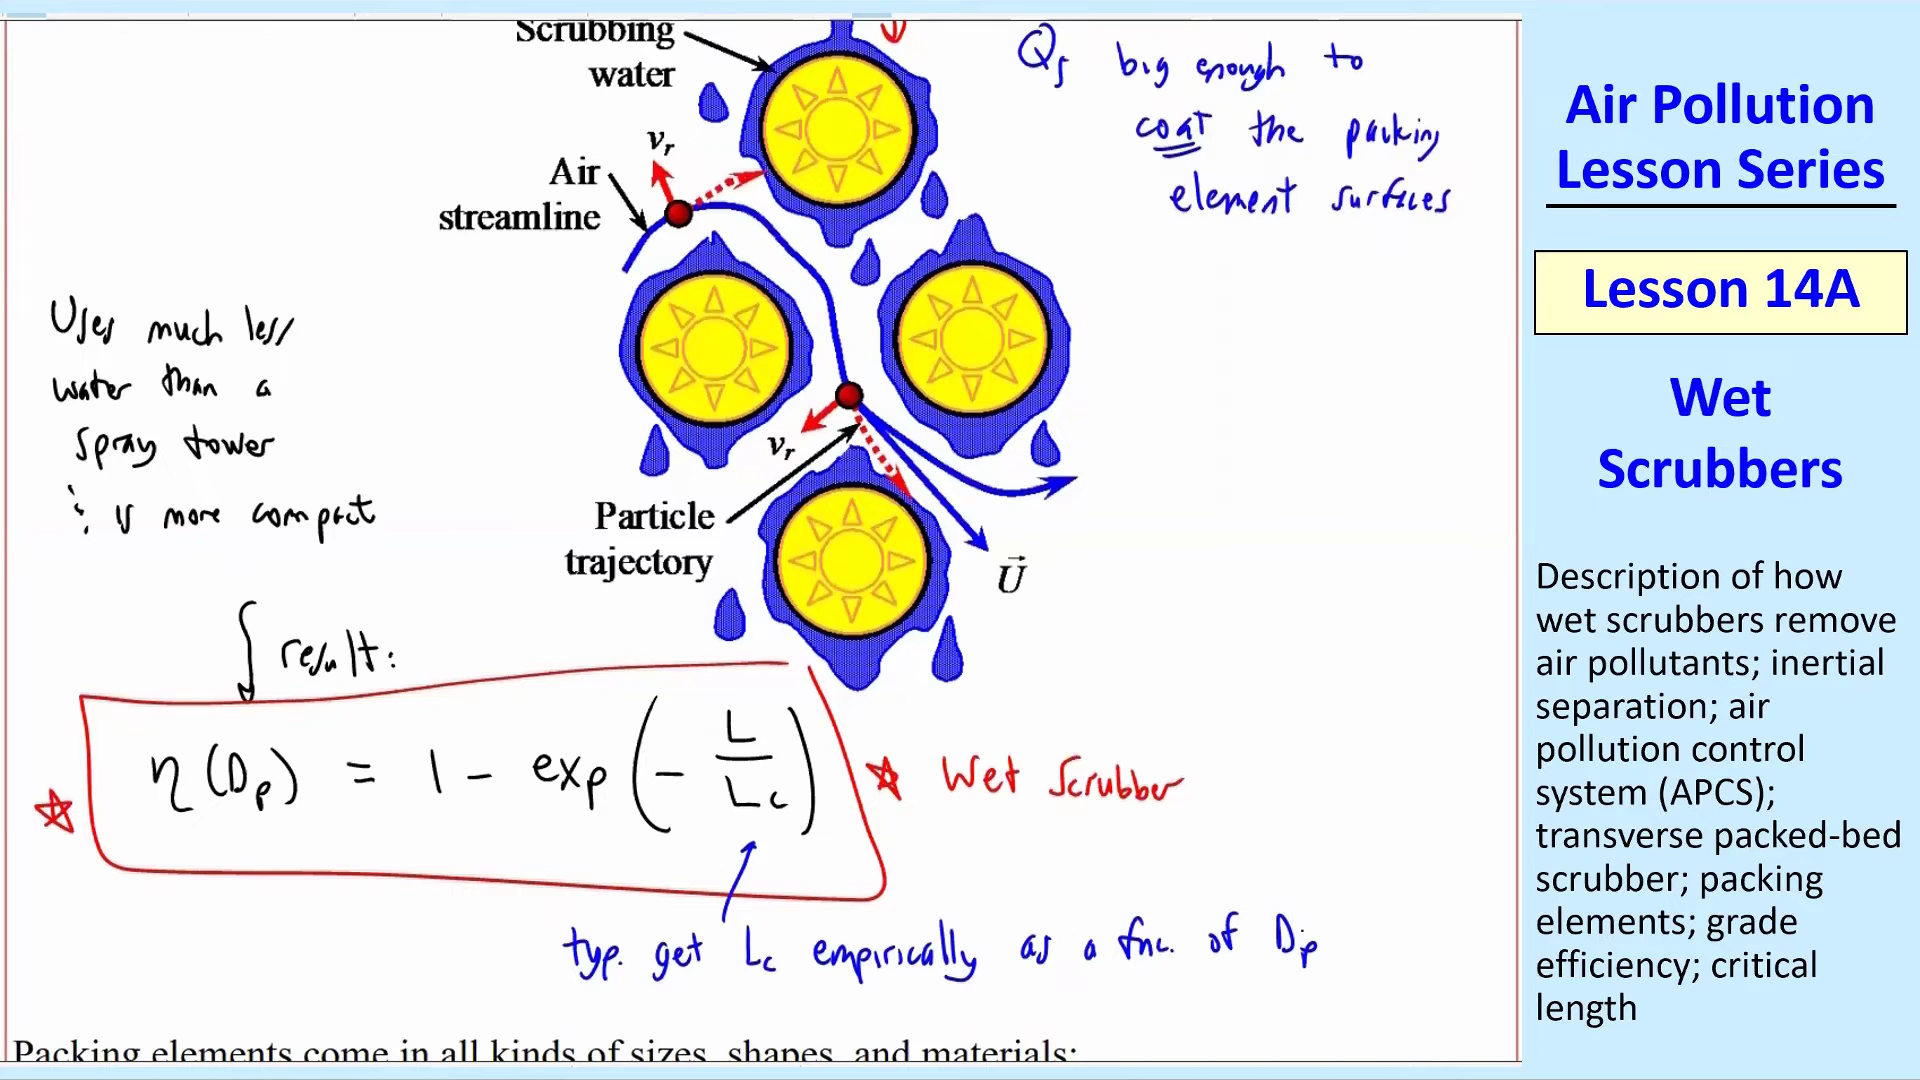 Scrubbing
water
Air
streamline
v_r
Q_s big enough to
coat the packing
element surfaces
Uses much less
water than a
spray tower
∴ is more compact
v_r
Particle
trajectory
U⃗
∫ result:
η(D_p) = 1 - exp(- L/L_c)
☆ Wet Scrubber
typ. get L_c empirically as a fnc. of D_p
Packing elements come in all kinds of sizes, shapes, and materials:
Air Pollution
Lesson Series
Lesson 14A
Wet
Scrubbers
Description of how
wet scrubbers remove
air pollutants; inertial
separation; air
pollution control
system (APCS);
transverse packed-bed
scrubber; packing
elements; grade
efficiency; critical
length